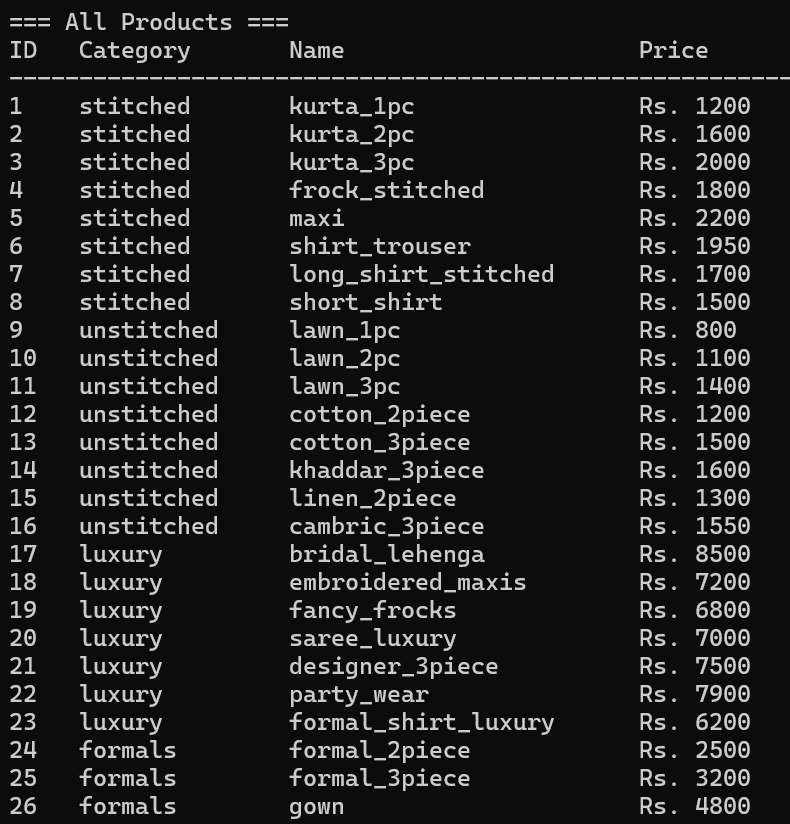 === All Products ===
ID   Category       Name                     Price
--------------------------------------------------------
1    stitched       kurta_1pc                Rs. 1200
2    stitched       kurta_2pc                Rs. 1600
3    stitched       kurta_3pc                Rs. 2000
4    stitched       frock_stitched           Rs. 1800
5    stitched       maxi                     Rs. 2200
6    stitched       shirt_trouser            Rs. 1950
7    stitched       long_shirt_stitched      Rs. 1700
8    stitched       short_shirt              Rs. 1500
9    unstitched     lawn_1pc                 Rs. 800
10   unstitched     lawn_2pc                 Rs. 1100
11   unstitched     lawn_3pc                 Rs. 1400
12   unstitched     cotton_2piece            Rs. 1200
13   unstitched     cotton_3piece            Rs. 1500
14   unstitched     khaddar_3piece           Rs. 1600
15   unstitched     linen_2piece             Rs. 1300
16   unstitched     cambric_3piece           Rs. 1550
17   luxury         bridal_lehenga           Rs. 8500
18   luxury         embroidered_maxis        Rs. 7200
19   luxury         fancy_frocks             Rs. 6800
20   luxury         saree_luxury             Rs. 7000
21   luxury         designer_3piece          Rs. 7500
22   luxury         party_wear               Rs. 7900
23   luxury         formal_shirt_luxury      Rs. 6200
24   formals        formal_2piece            Rs. 2500
25   formals        formal_3piece            Rs. 3200
26   formals        gown                     Rs. 4800